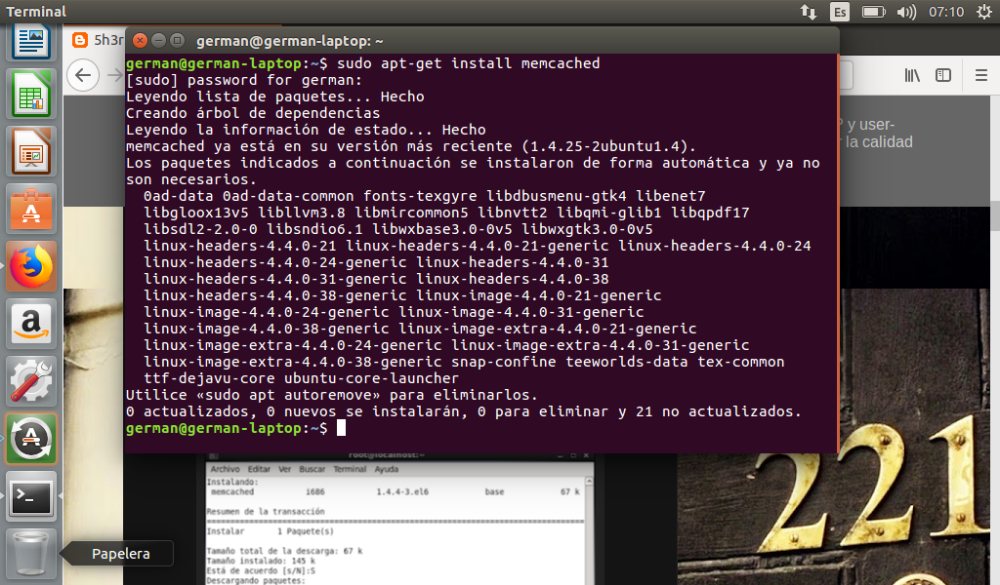 Terminal
Es
07:10
5h3r
german@german-laptop: ~
german@german-laptop:~$ sudo apt-get install memcached
[sudo] password for german:
Leyendo lista de paquetes... Hecho
Creando árbol de dependencias
Leyendo la información de estado... Hecho
memcached ya está en su versión más reciente (1.4.25-2ubuntu1.4).
Los paquetes indicados a continuación se instalaron de forma automática y ya no
son necesarios.
0ad-data 0ad-data-common fonts-texgyre libdbusmenu-gtk4 libenet7
libgloox13v5 libllvm3.8 libmircommon5 libnvtt2 libqmi-glib1 libqpdf17
libsdl2-2.0-0 libsndio6.1 libwxbase3.0-0v5 libwxgtk3.0-0v5
linux-headers-4.4.0-21 linux-headers-4.4.0-21-generic linux-headers-4.4.0-24
linux-headers-4.4.0-24-generic linux-headers-4.4.0-31
linux-headers-4.4.0-31-generic linux-headers-4.4.0-38
linux-headers-4.4.0-38-generic linux-image-4.4.0-21-generic
linux-image-4.4.0-24-generic linux-image-4.4.0-31-generic
linux-image-4.4.0-38-generic linux-image-extra-4.4.0-21-generic
linux-image-extra-4.4.0-24-generic linux-image-extra-4.4.0-31-generic
linux-image-extra-4.4.0-38-generic snap-confine teeworlds-data tex-common
ttf-dejavu-core ubuntu-core-launcher
Utilice «sudo apt autoremove» para eliminarlos.
0 actualizados, 0 nuevos se instalarán, 0 para eliminar y 21 no actualizados.
german@german-laptop:~$
y user-
la calidad
Archivo Editar Ver Buscar Terminal Ayuda
Instalando:
memcached i686 1.4.4-3.el6 base 67 k
Resumen de la transacción
Instalar 1 Paquete(s)
Tamaño total de la descarga: 67 k
Tamaño instalado: 145 k
Está de acuerdo [s/N]:S
Descargando paquetes:
221
Papelera